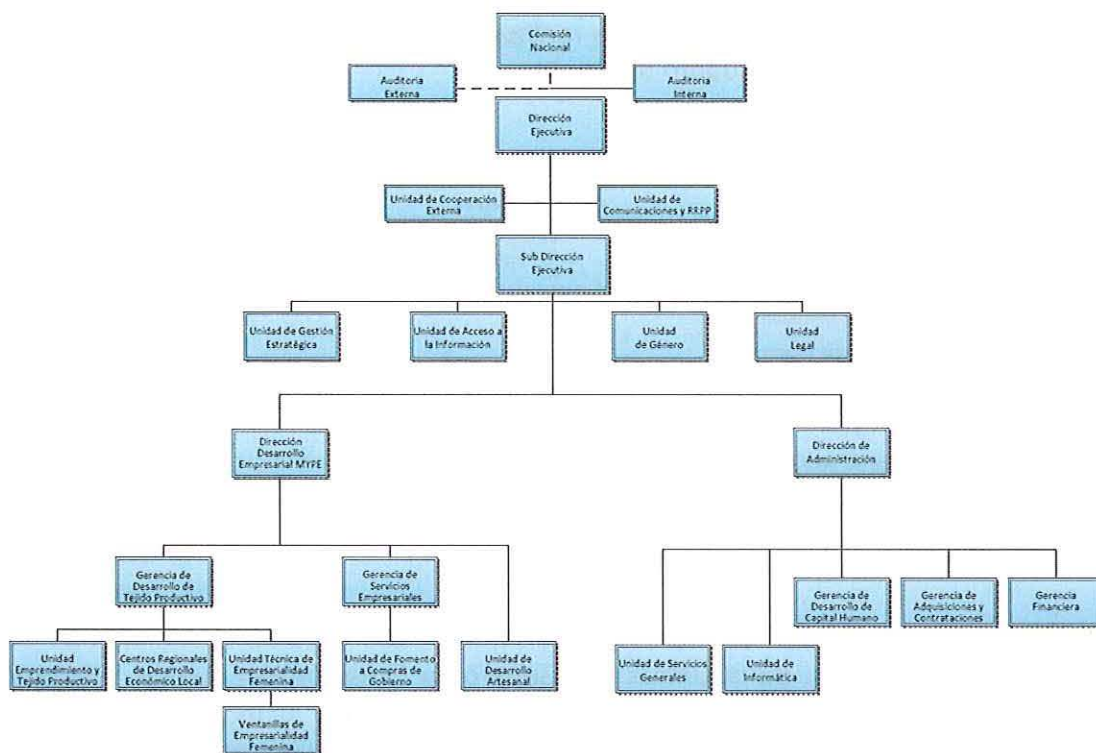 Comisión
Nacional
Auditoria
Externa
Auditoria
Interna
Dirección
Ejecutiva
Unidad de Cooperación
Externa
Unidad de
Comunicaciones y RRPP
Sub Dirección
Ejecutiva
Unidad de Gestión
Estratégica
Unidad de Acceso a
la Información
Unidad
de Género
Unidad
Legal
Dirección
Desarrollo
Empresarial MYPE
Dirección de
Administración
Gerencia de
Desarrollo de
Tejido Productivo
Gerencia de
Servicios
Empresariales
Gerencia de
Desarrollo de
Capital Humano
Gerencia de
Adquisiciones y
Contrataciones
Gerencia
Financiera
Unidad
Emprendimiento y
Tejido Productivo
Centros Regionales
de Desarrollo
Económico Local
Unidad Técnica de
Empresarialidad
Femenina
Unidad de Fomento
a Compras de
Gobierno
Unidad de
Desarrollo
Artesanal
Unidad de Servicios
Generales
Unidad de
Informática
Ventanillas de
Empresarialidad
Femenina